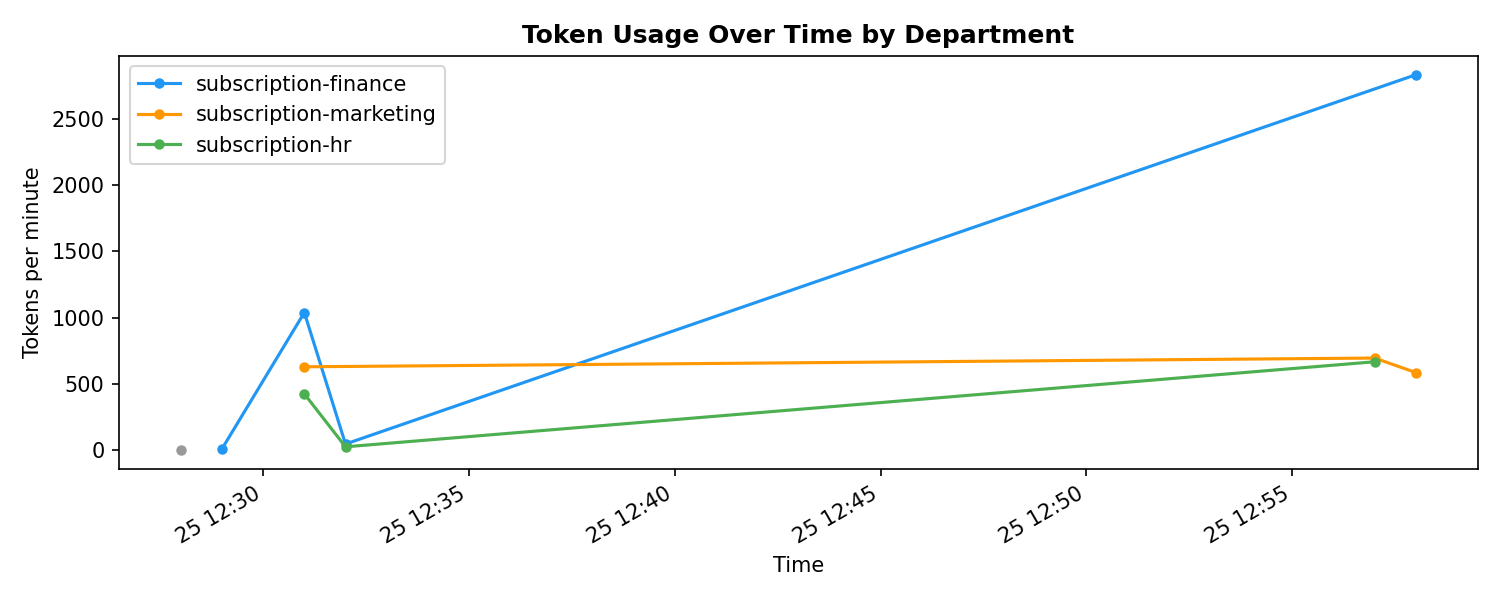 Token Usage Over Time by Department
subscription-finance
subscription-marketing
subscription-hr
Tokens per minute
2500
2000
1500
1000
500
0
25 12:30
25 12:35
25 12:40
25 12:45
25 12:50
25 12:55
Time